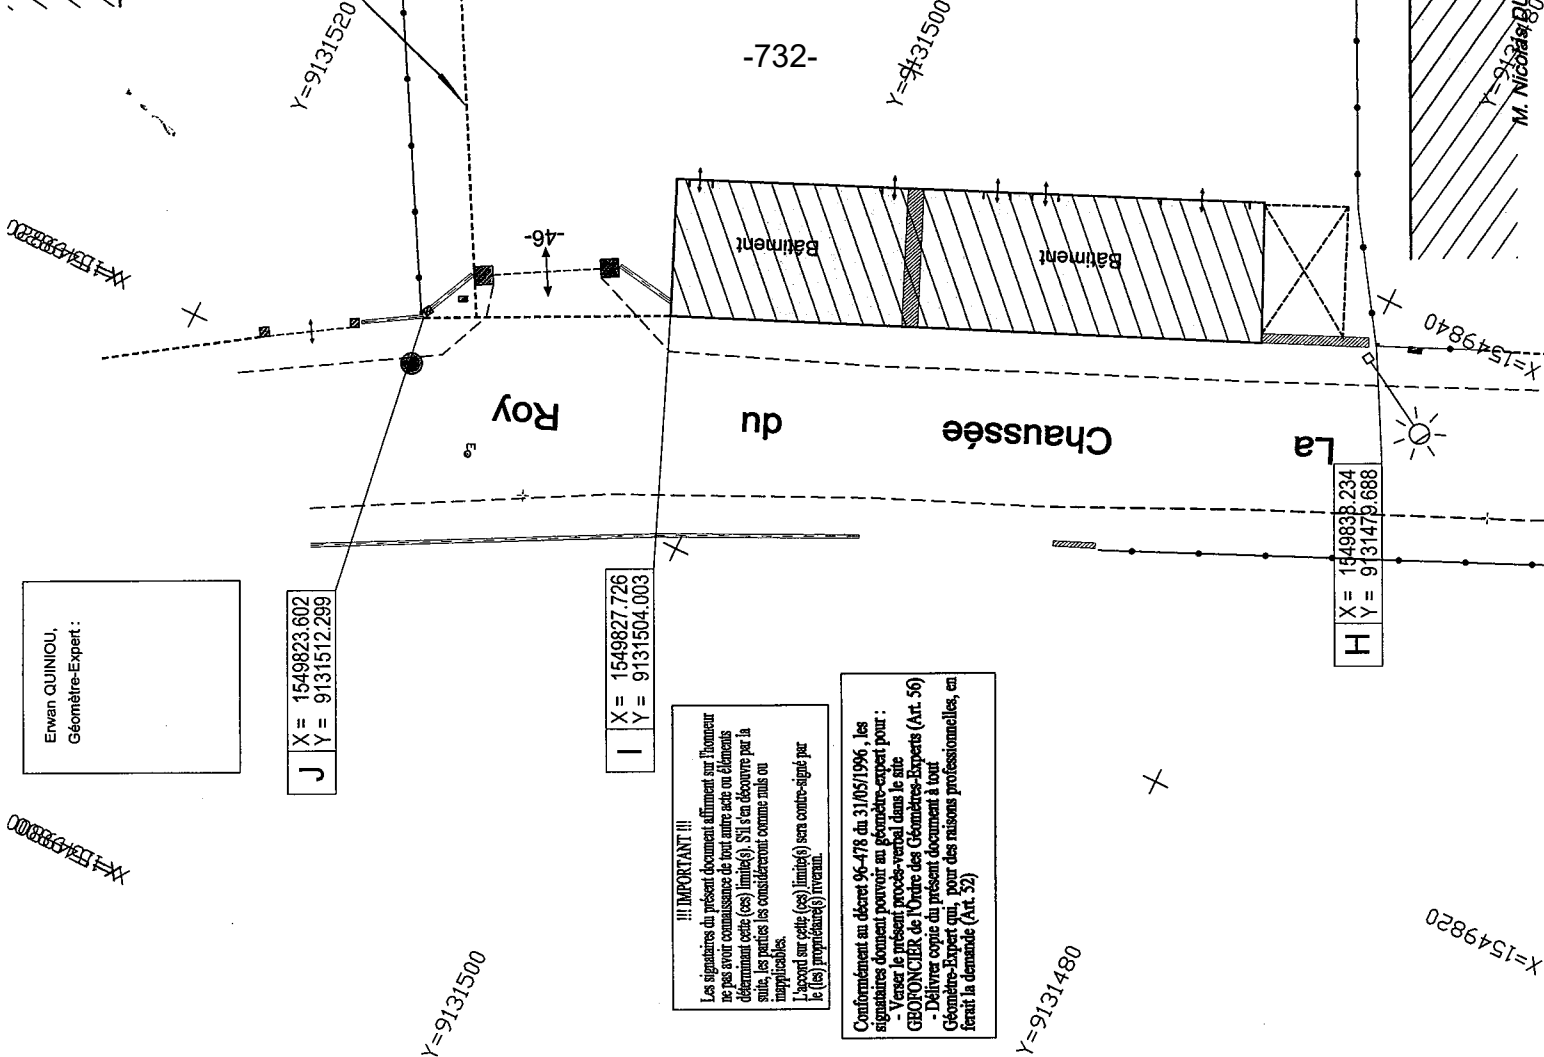 -732-
Y=9131520
Y=9131500
-46-
Bâtiment
Bâtiment
X=1549840
La
Chaussée
du
Roy
Erwan QUINIOU,
Géomètre-Expert :
J
X = 1549823.602
Y = 9131512.299
I
X = 1549827.726
Y = 9131504.003
H
X = 1549838.234
Y = 9131479.688
!!! IMPORTANT !!!
Les signataires du présent document affirment sur l'honneur
ne pas avoir connaissance de tout autre acte ou éléments
déterminant cette (ces) limite(s). S'il s'en découvre par la
suite, les parties les considéreront comme nuls ou
inapplicables.
L'accord sur cette (ces) limite(s) sera contre-signé par
le (les) propriétaire(s) riverain.
Conformément au décret 96-478 du 31/05/1996 , les
signataires donnent pouvoir au géomètre-expert pour :
- Verser le présent procès-verbal dans le site
GEOFONCIER de l'Ordre des Géomètres-Experts (Art. 56)
- Délivrer copie du présent document à tout
Géomètre-Expert qui, pour des raisons professionnelles, en
ferait la demande (Art. 52)
Y=9131500
Y=9131480
X=1549820
M. Nicolas